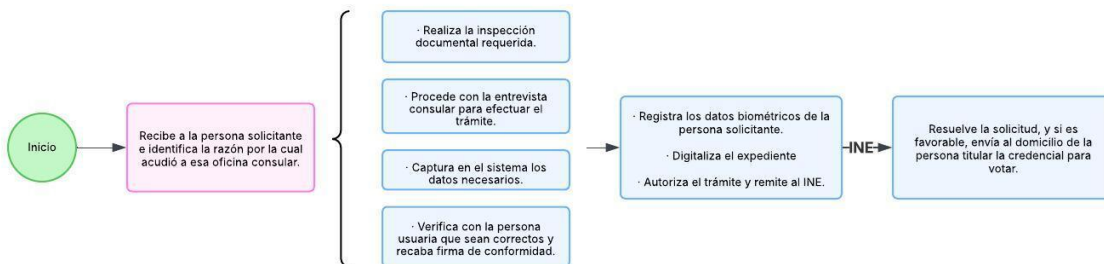 Inicio
Recibe a la persona solicitante
e identifica la razón por la cual
acudió a esa oficina consular.
· Realiza la inspección
documental requerida.
· Procede con la entrevista
consular para efectuar el
trámite.
· Captura en el sistema los
datos necesarios.
· Verifica con la persona
usuaria que sean correctos y
recaba firma de conformidad.
· Registra los datos biométricos de la
persona solicitante.
· Digitaliza el expediente
· Autoriza el trámite y remite al INE.
INE
Resuelve la solicitud, y si es
favorable, envía al domicilio de la
persona titular la credencial para
votar.